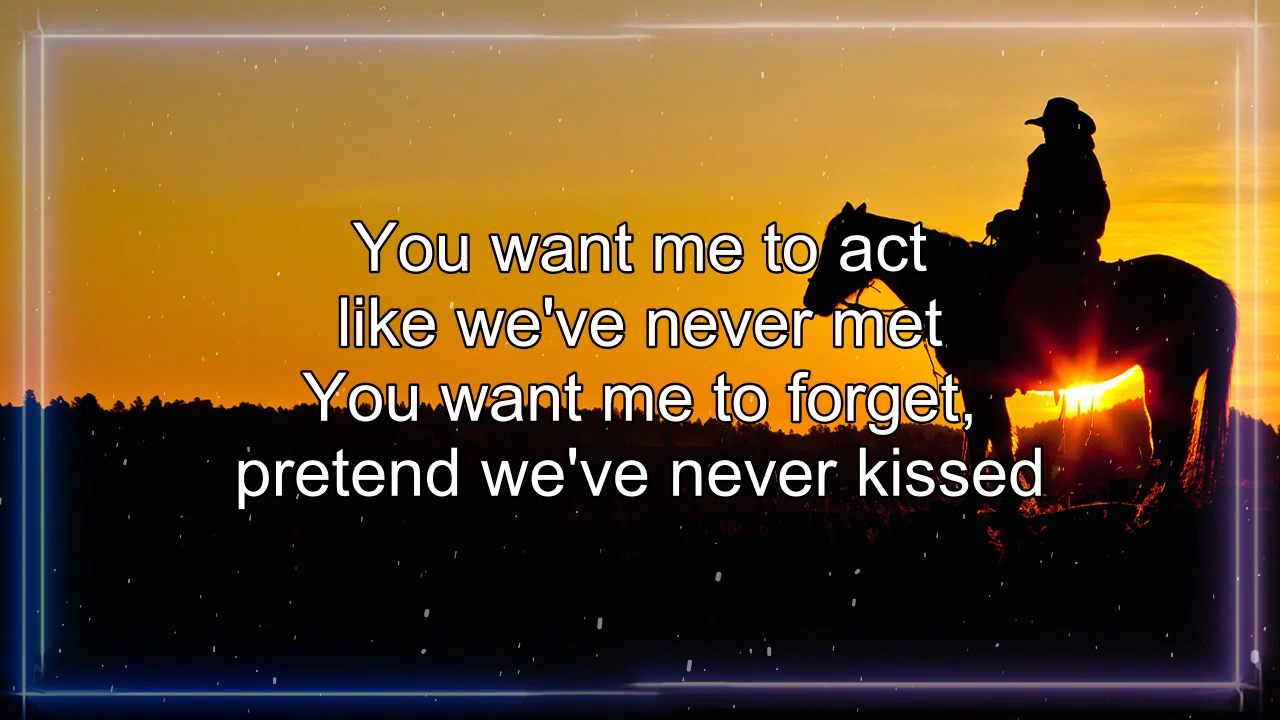 You want me to act
like we've never met
You want me to forget,
pretend we've never kissed